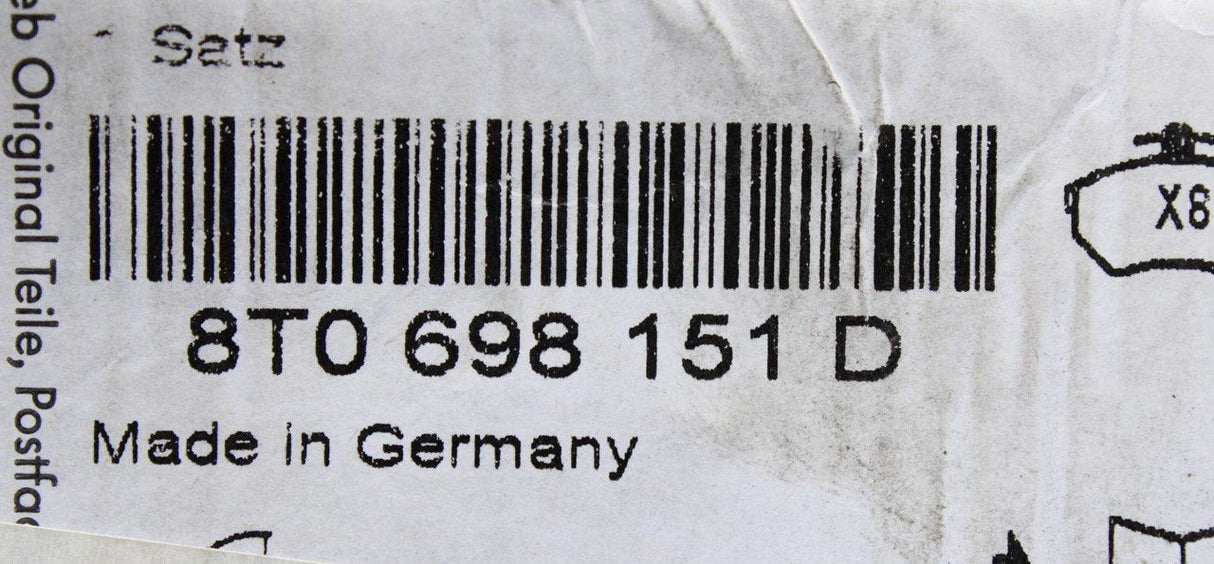 Satz
8T0 698 151 D
Made in Germany
eb Original Teile, Postfac
X8